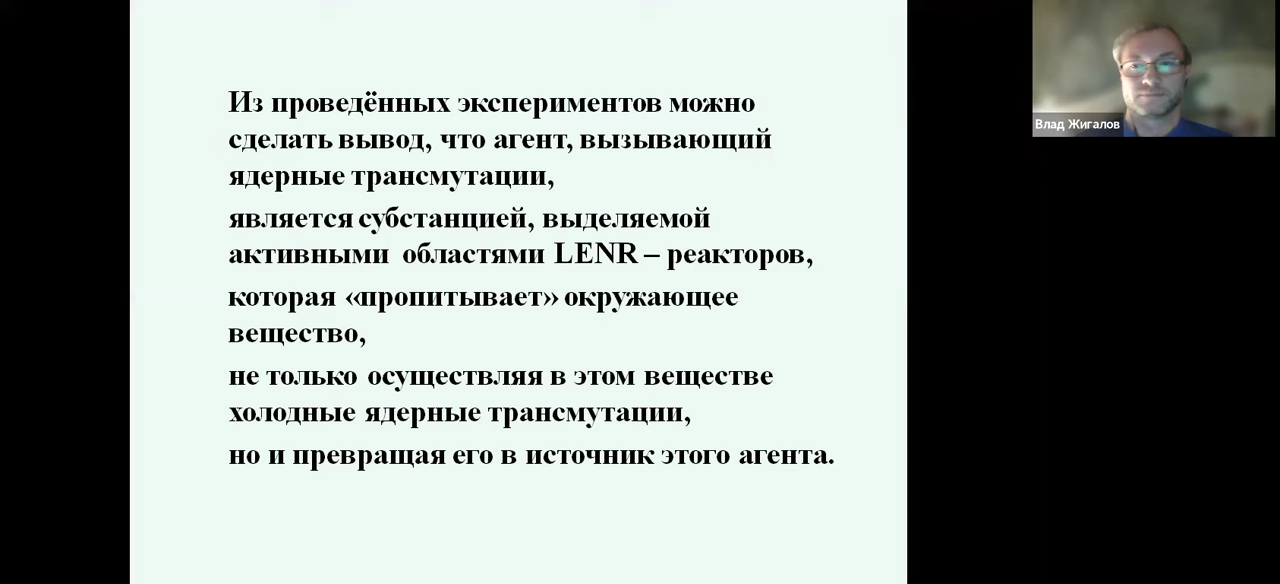 Из проведённых экспериментов можно
сделать вывод, что агент, вызывающий
ядерные трансмутации,
является субстанцией, выделяемой
активными областями LENR – реакторов,
которая «пропитывает» окружающее
вещество,
не только осуществляя в этом веществе
холодные ядерные трансмутации,
но и превращая его в источник этого агента.
Влад Жигалов